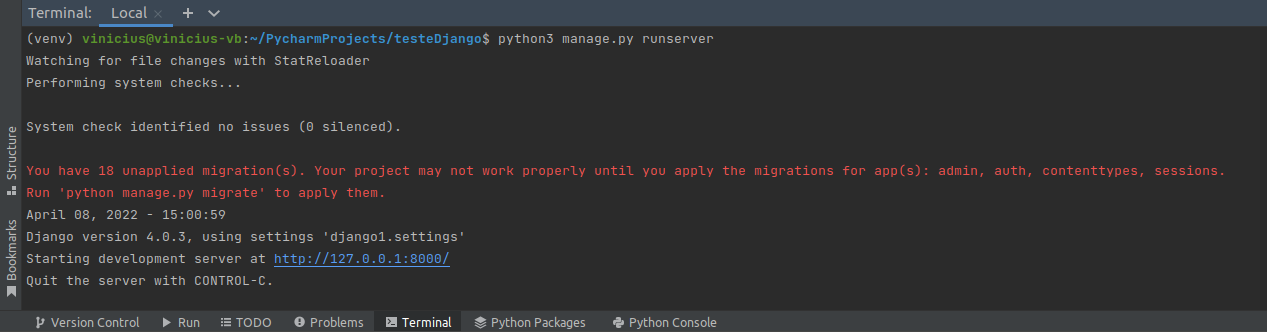 Terminal: Local × + 
(venv) vinicius@vinicius-vb:~/PycharmProjects/testeDjango$ python3 manage.py runserver
Watching for file changes with StatReloader
Performing system checks...
System check identified no issues (0 silenced).
You have 18 unapplied migration(s). Your project may not work properly until you apply the migrations for app(s): admin, auth, contenttypes, sessions.
Run 'python manage.py migrate' to apply them.
April 08, 2022 - 15:00:59
Django version 4.0.3, using settings 'django1.settings'
Starting development server at http://127.0.0.1:8000/
Quit the server with CONTROL-C.
Structure
Bookmarks
Version Control Run TODO Problems Terminal Python Packages Python Console